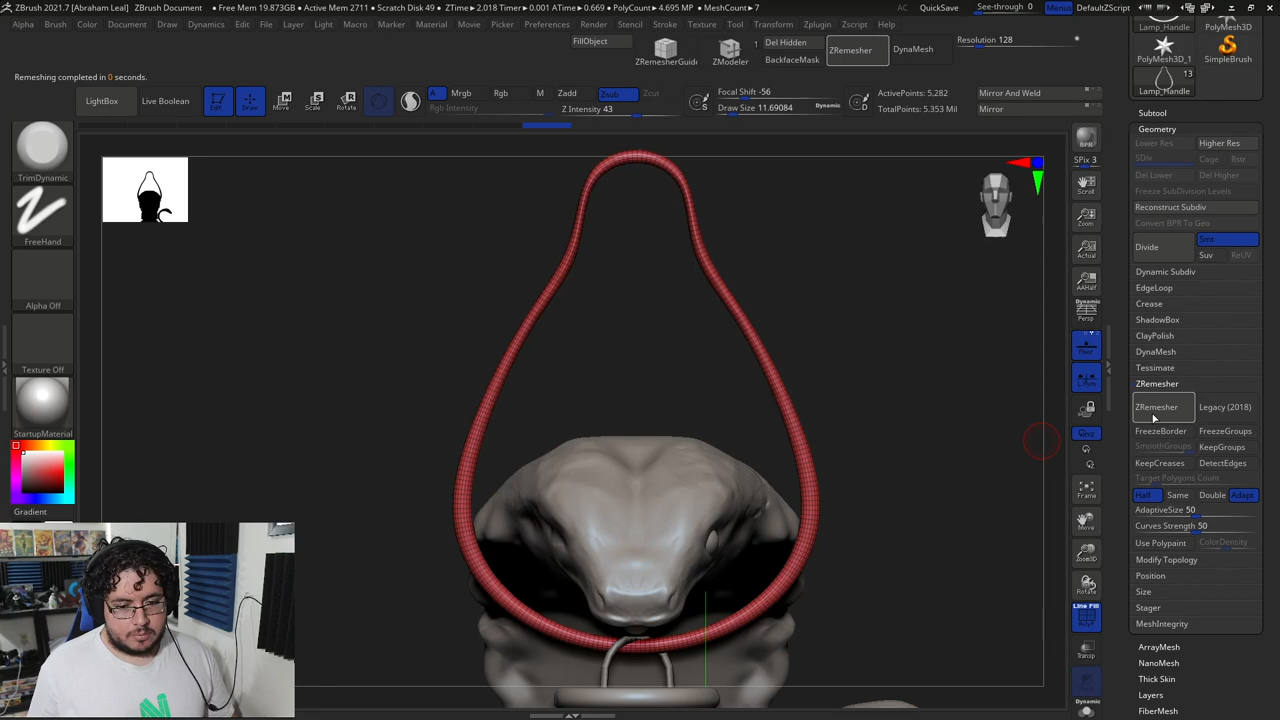 ZBrush 2021.7 [Abraham Leal] ZBrush Document • Free Mem 19.873GB • Active Mem 2711 • Scratch Disk 49 • ZTime ▸ 2.018 Timer ▸ 0.001 ATime ▸ 0.669 • PolyCount ▸ 4.695 MP • MeshCount ▸ 7 AC QuickSave See-through 0 Menus DefaultZScript
Alpha Brush Color Document Draw Dynamics Edit File Layer Light Macro Marker Material Movie Picker Preferences Render Stencil Stroke Texture Tool Transform Zplugin Zscript Help
Remeshing completed in 0 seconds.
FillObject
ZRemesherGuide
ZModeler
Del Hidden
BackfaceMask
ZRemesher
DynaMesh
Resolution 128
LightBox
Live Boolean
Edit
Draw
Move
Scale
Rotate
A
Mrgb
Rgb
M
Zadd
Zsub
Zcut
Rgb Intensity
Z Intensity 43
Focal Shift -56
Draw Size 11.69084
Dynamic
ActivePoints: 5,282
TotalPoints: 5.353 Mil
Mirror And Weld
Mirror
TrimDynamic
FreeHand
Alpha Off
Texture Off
StartupMaterial
Gradient
BPR
SPix 3
Scroll
Zoom
Actual
AAHalf
Dynamic
Persp
Floor
L.Sym
Frame
Move
Zoom3D
Rotate
Line Fill
PolyF
Transp
Dynamic
Lamp_Handle
PolyMesh3D
PolyMesh3D_1
SimpleBrush
13
Lamp_Handle
Subtool
Geometry
Lower Res
Higher Res
SDiv
Cage
Rstr
Del Lower
Del Higher
Freeze SubDivision Levels
Reconstruct Subdiv
Convert BPR To Geo
Divide
Smt
Suv
ReUV
Dynamic Subdiv
EdgeLoop
Crease
ShadowBox
ClayPolish
DynaMesh
Tessimate
ZRemesher
ZRemesher
Legacy (2018)
FreezeBorder
FreezeGroups
SmoothGroups
KeepGroups
KeepCreases
DetectEdges
Target Polygons Count
Half
Same
Double
Adapt
AdaptiveSize 50
Curves Strength 50
Use Polypaint
ColorDensity
Modify Topology
Position
Size
Stager
MeshIntegrity
ArrayMesh
NanoMesh
Thick Skin
Layers
FiberMesh